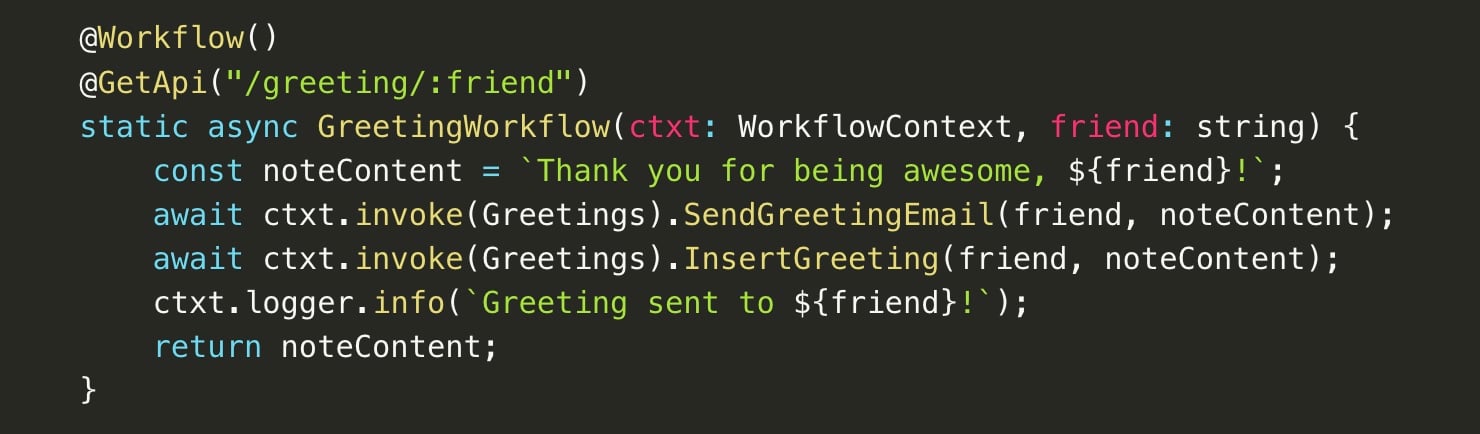 @Workflow()
@GetApi("/greeting/:friend")
static async GreetingWorkflow(ctxt: WorkflowContext, friend: string) {
    const noteContent = `Thank you for being awesome, ${friend}!`;
    await ctxt.invoke(Greetings).SendGreetingEmail(friend, noteContent);
    await ctxt.invoke(Greetings).InsertGreeting(friend, noteContent);
    ctxt.logger.info(`Greeting sent to ${friend}!`);
    return noteContent;
}